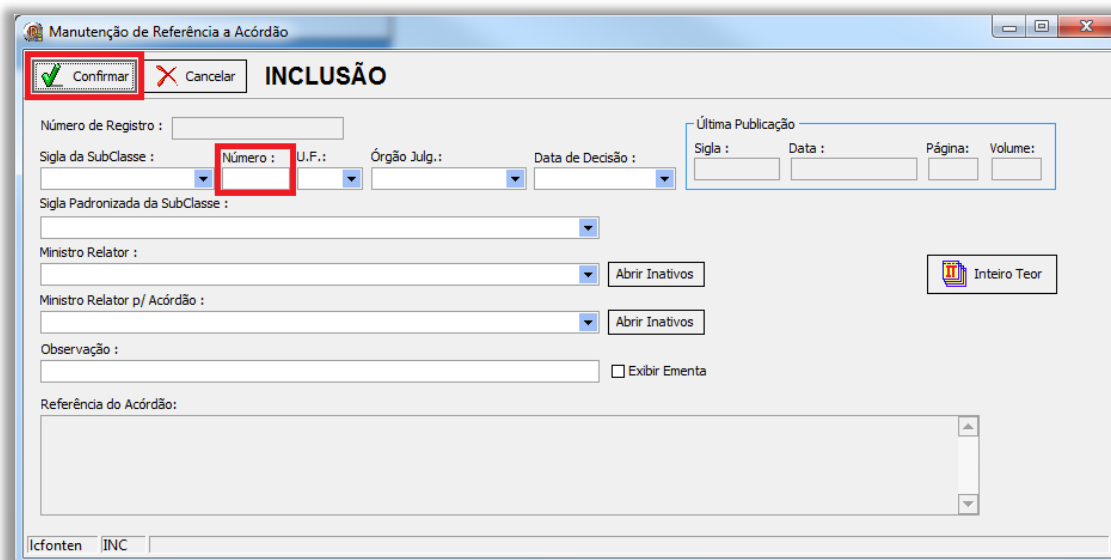 Manutenção de Referência a Acórdão
Confirmar Cancelar INCLUSÃO
Número de Registro :
Última Publicação
Sigla : Data : Página: Volume:
Sigla da SubClasse : Número : U.F.: Órgão Julg.: Data de Decisão :
Sigla Padronizada da SubClasse :
Ministro Relator :
Abrir Inativos
IT Inteiro Teor
Ministro Relator p/ Acórdão :
Abrir Inativos
Observação :
Exibir Ementa
Referência do Acórdão:
lcfonten INC